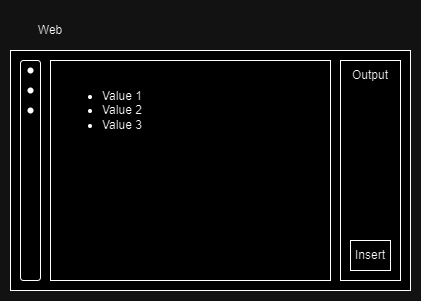 Web
• Value 1
• Value 2
• Value 3
Output
Insert